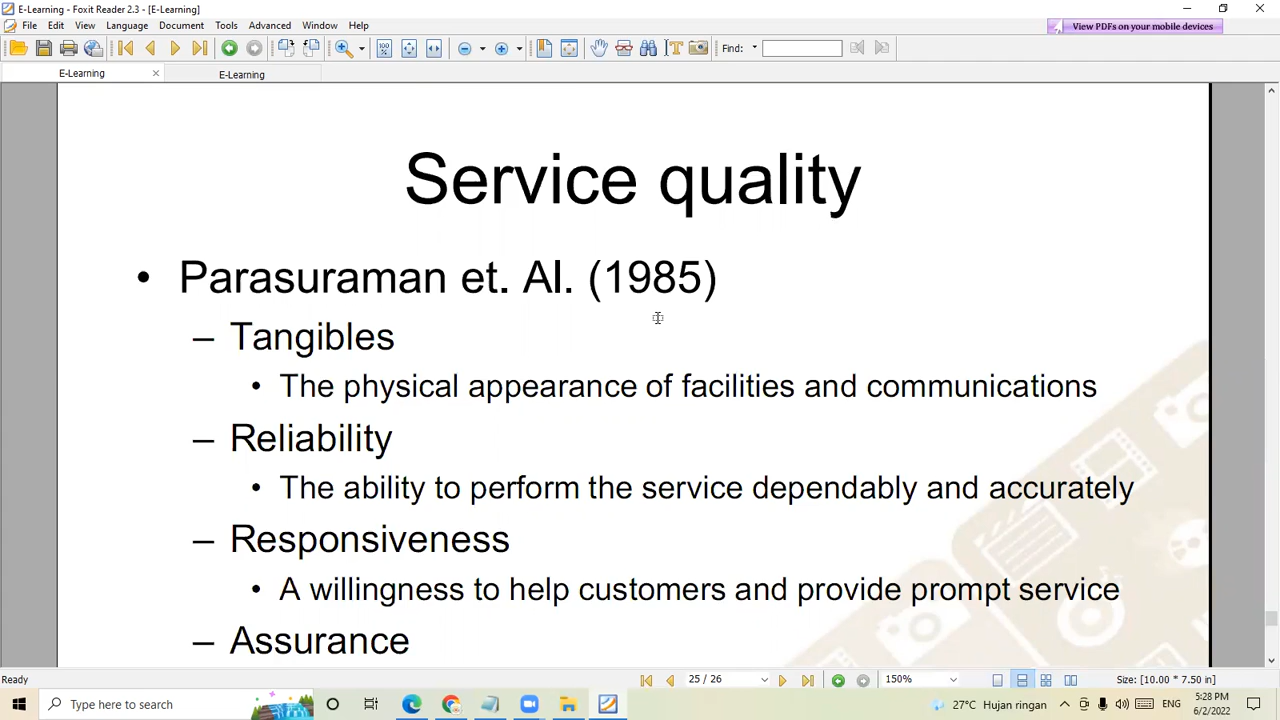 E-Learning - Foxit Reader 2.3 - [E-Learning]
File Edit View Language Document Tools Advanced Window Help
View PDFs on your mobile devices
Find:
E-Learning
E-Learning
Service quality
• Parasuraman et. Al. (1985)
– Tangibles
• The physical appearance of facilities and communications
– Reliability
• The ability to perform the service dependably and accurately
– Responsiveness
• A willingness to help customers and provide prompt service
– Assurance
Ready
25 / 26
150%
Size: [10.00 * 7.50 in]
Type here to search
27°C Hujan ringan
ENG
5:28 PM
6/2/2022